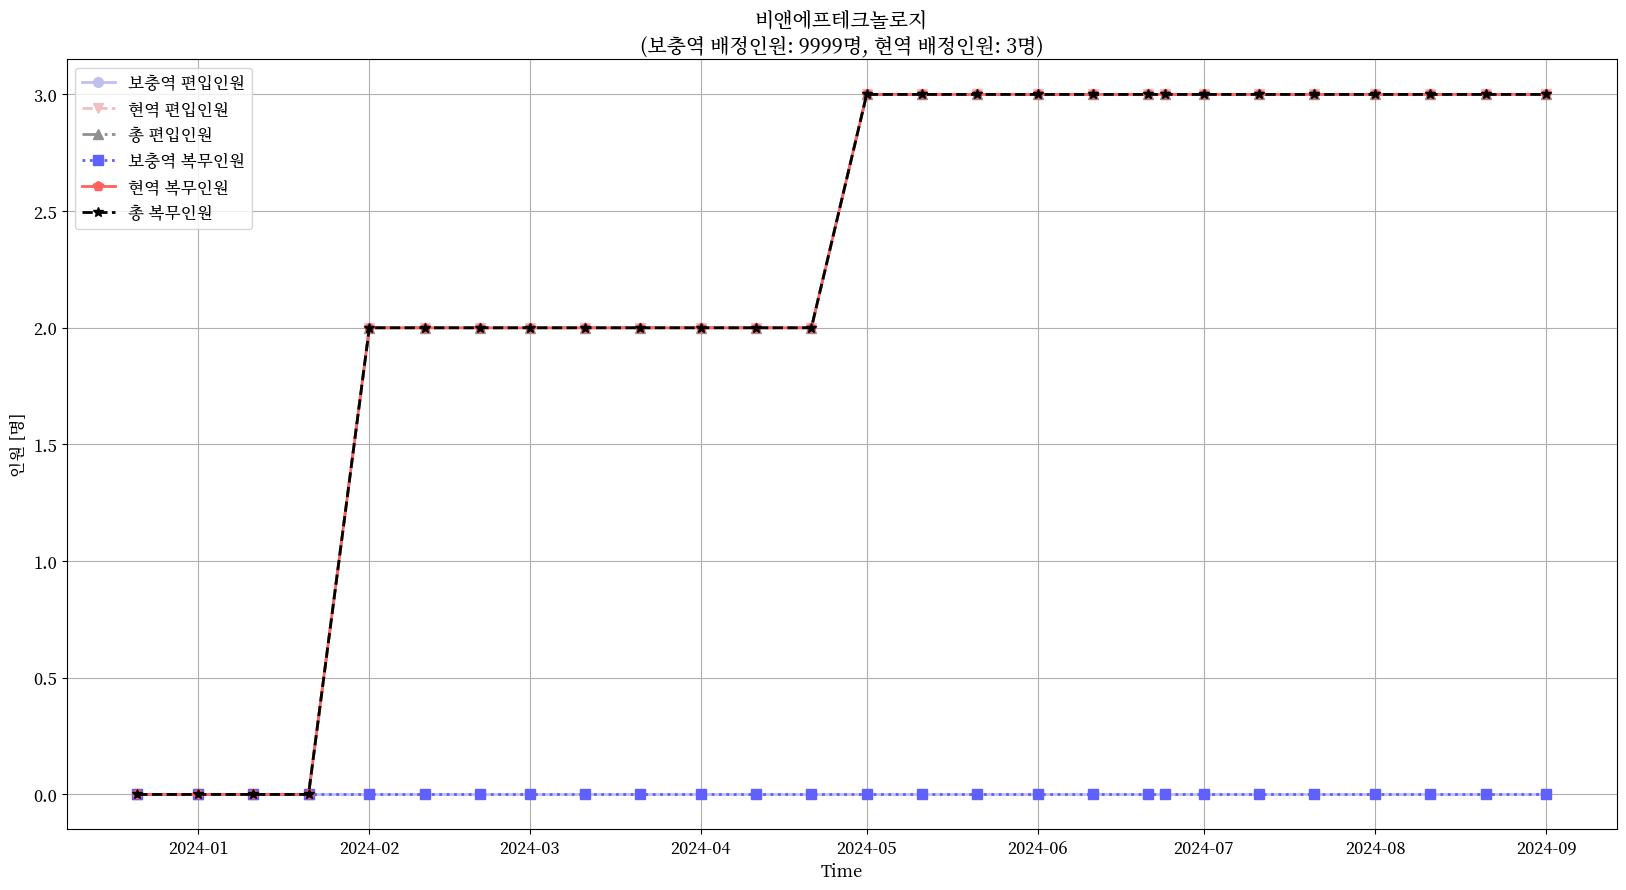 비앤에프테크놀로지
(보충역 배정인원: 9999명, 현역 배정인원: 3명)
보충역 편입인원
현역 편입인원
총 편입인원
보충역 복무인원
현역 복무인원
총 복무인원
3.0
2.5
2.0
1.5
1.0
0.5
0.0
인원 [명]
2024-01
2024-02
2024-03
2024-04
2024-05
2024-06
2024-07
2024-08
2024-09
Time